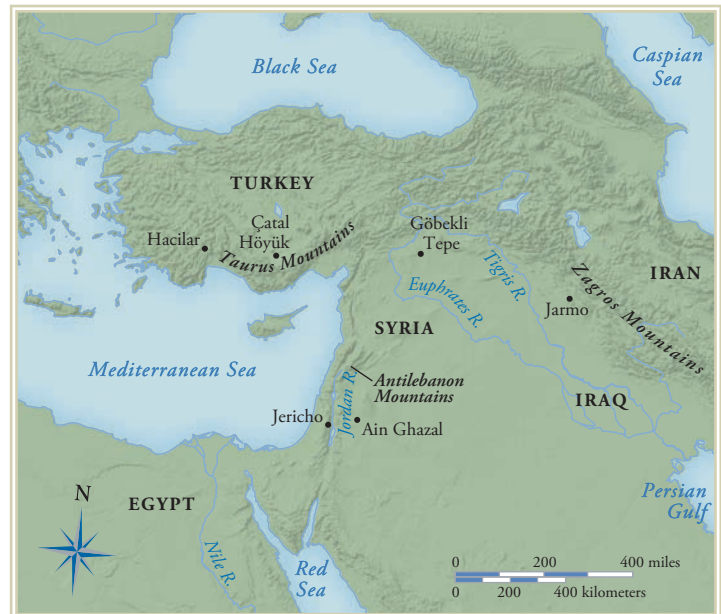 Black Sea
Caspian
Sea
TURKEY
Çatal
Höyük
Hacilar
Taurus Mountains
Göbekli
Tepe
Tigris R.
Zagros Mountains
IRAN
Euphrates R.
Jarmo
SYRIA
Mediterranean Sea
Jordan R.
Antilebanon
Mountains
IRAQ
Jericho
Ain Ghazal
N
EGYPT
Persian
Gulf
Nile R.
Red
Sea
0 200 400 miles
0 200 400 kilometers